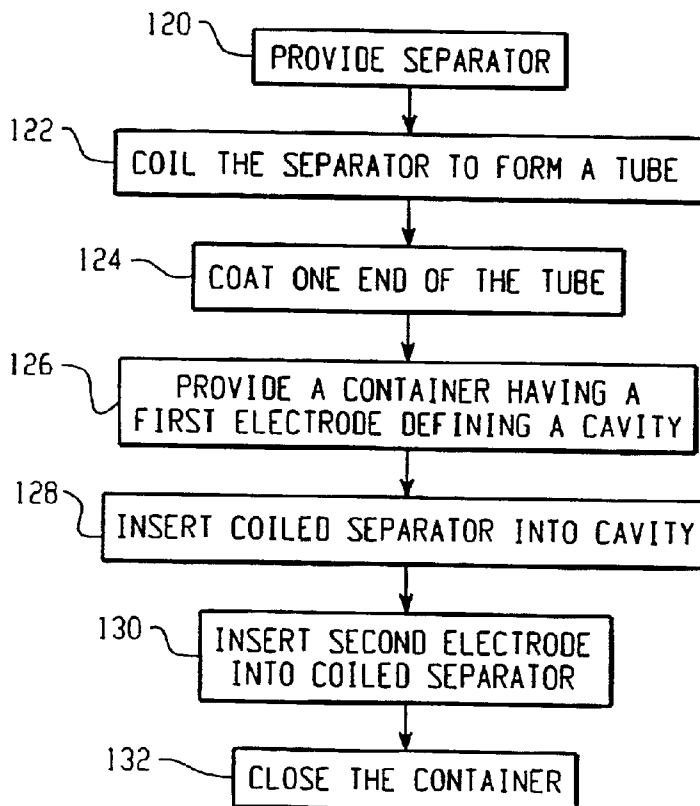 120
PROVIDE SEPARATOR
122
COIL THE SEPARATOR TO FORM A TUBE
124
COAT ONE END OF THE TUBE
126
PROVIDE A CONTAINER HAVING A
FIRST ELECTRODE DEFINING A CAVITY
128
INSERT COILED SEPARATOR INTO CAVITY
130
INSERT SECOND ELECTRODE
INTO COILED SEPARATOR
132
CLOSE THE CONTAINER